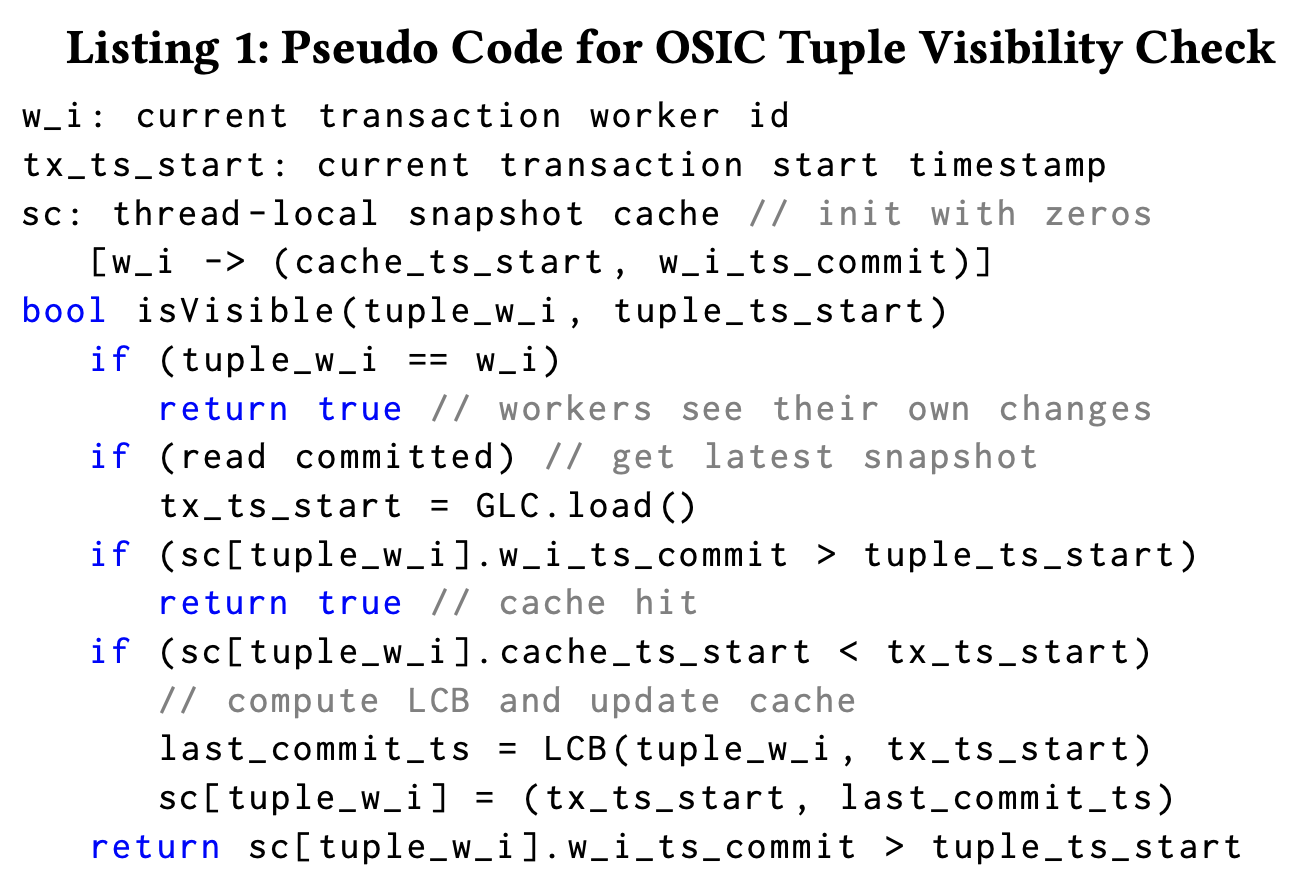 Listing 1: Pseudo Code for OSIC Tuple Visibility Check
w_i: current transaction worker id
tx_ts_start: current transaction start timestamp
sc: thread-local snapshot cache // init with zeros
   [w_i -> (cache_ts_start, w_i_ts_commit)]
bool isVisible(tuple_w_i, tuple_ts_start)
   if (tuple_w_i == w_i)
      return true // workers see their own changes
   if (read committed) // get latest snapshot
      tx_ts_start = GLC.load()
   if (sc[tuple_w_i].w_i_ts_commit > tuple_ts_start)
      return true // cache hit
   if (sc[tuple_w_i].cache_ts_start < tx_ts_start)
      // compute LCB and update cache
      last_commit_ts = LCB(tuple_w_i, tx_ts_start)
      sc[tuple_w_i] = (tx_ts_start, last_commit_ts)
   return sc[tuple_w_i].w_i_ts_commit > tuple_ts_start